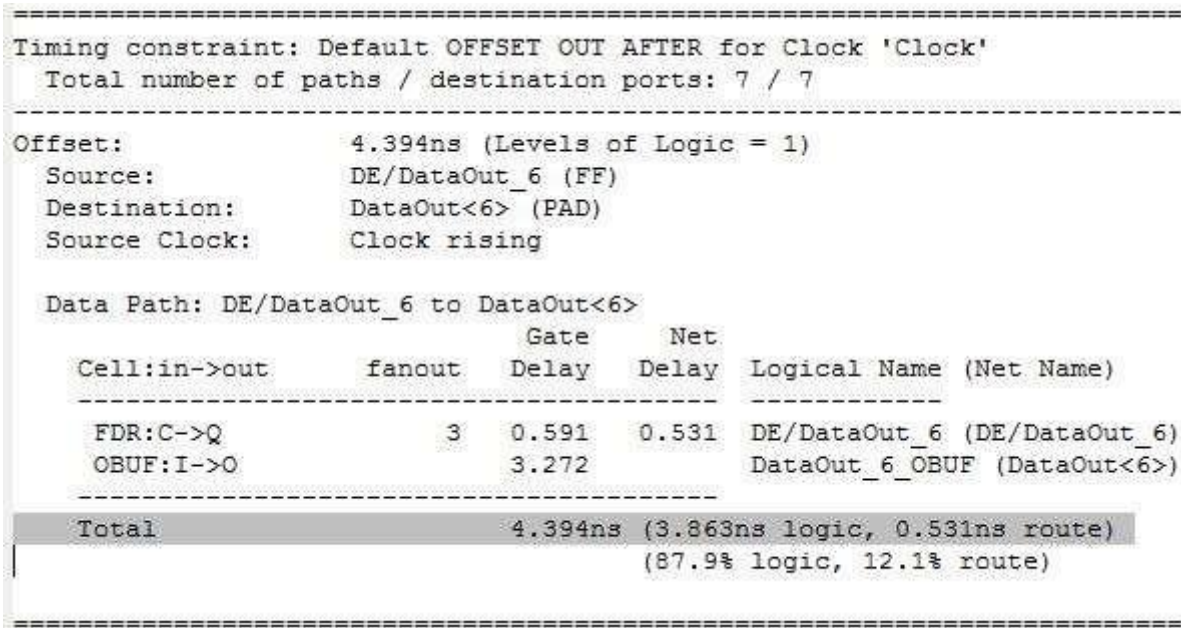 ================================================================================
Timing constraint: Default OFFSET OUT AFTER for Clock 'Clock'
  Total number of paths / destination ports: 7 / 7
--------------------------------------------------------------------------------
Offset:              4.394ns (Levels of Logic = 1)
  Source:            DE/DataOut_6 (FF)
  Destination:       DataOut<6> (PAD)
  Source Clock:      Clock rising
  Data Path: DE/DataOut_6 to DataOut<6>
                                Gate     Net
    Cell:in->out      fanout   Delay   Delay  Logical Name (Net Name)
    ----------------------------------------  ------------
     FDR:C->Q              3   0.591   0.531  DE/DataOut_6 (DE/DataOut_6)
     OBUF:I->O                 3.272          DataOut_6_OBUF (DataOut<6>)
    ----------------------------------------
    Total                      4.394ns (3.863ns logic, 0.531ns route)
                                       (87.9% logic, 12.1% route)
================================================================================